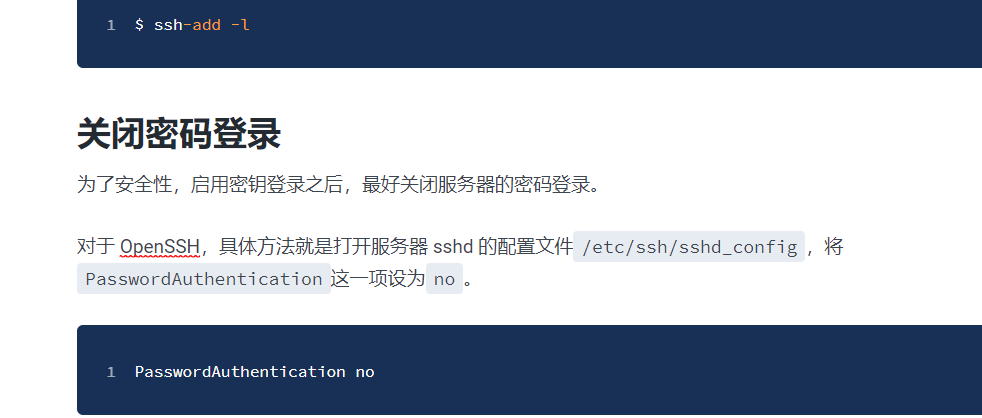 1 $ ssh-add -l
关闭密码登录
为了安全性，启用密钥登录之后，最好关闭服务器的密码登录。
对于 OpenSSH，具体方法就是打开服务器 sshd 的配置文件 /etc/ssh/sshd_config ，将
PasswordAuthentication 这一项设为 no 。
1 PasswordAuthentication no